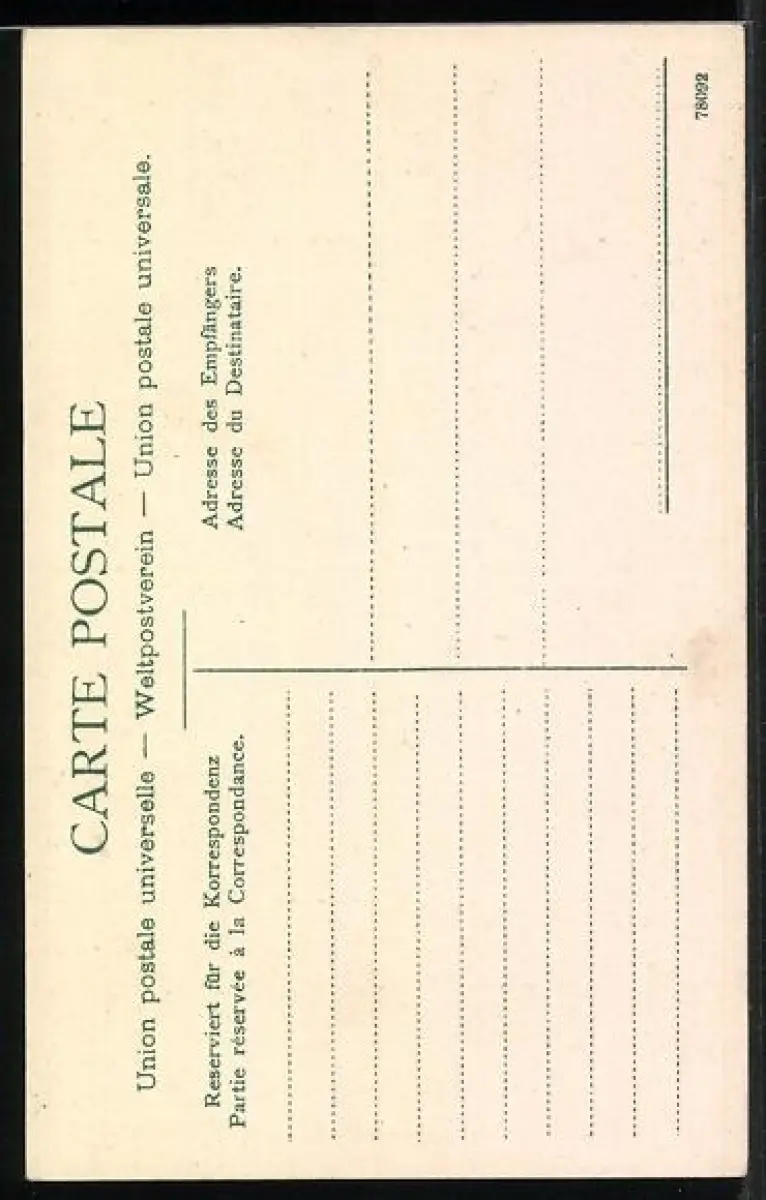 CARTE POSTALE
Union postale universelle — Weltpostverein — Union postale universale.
Reserviert für die Korrespondenz
Partie réservée à la Correspondance.
Adresse des Empfängers
Adresse du Destinataire.
78092